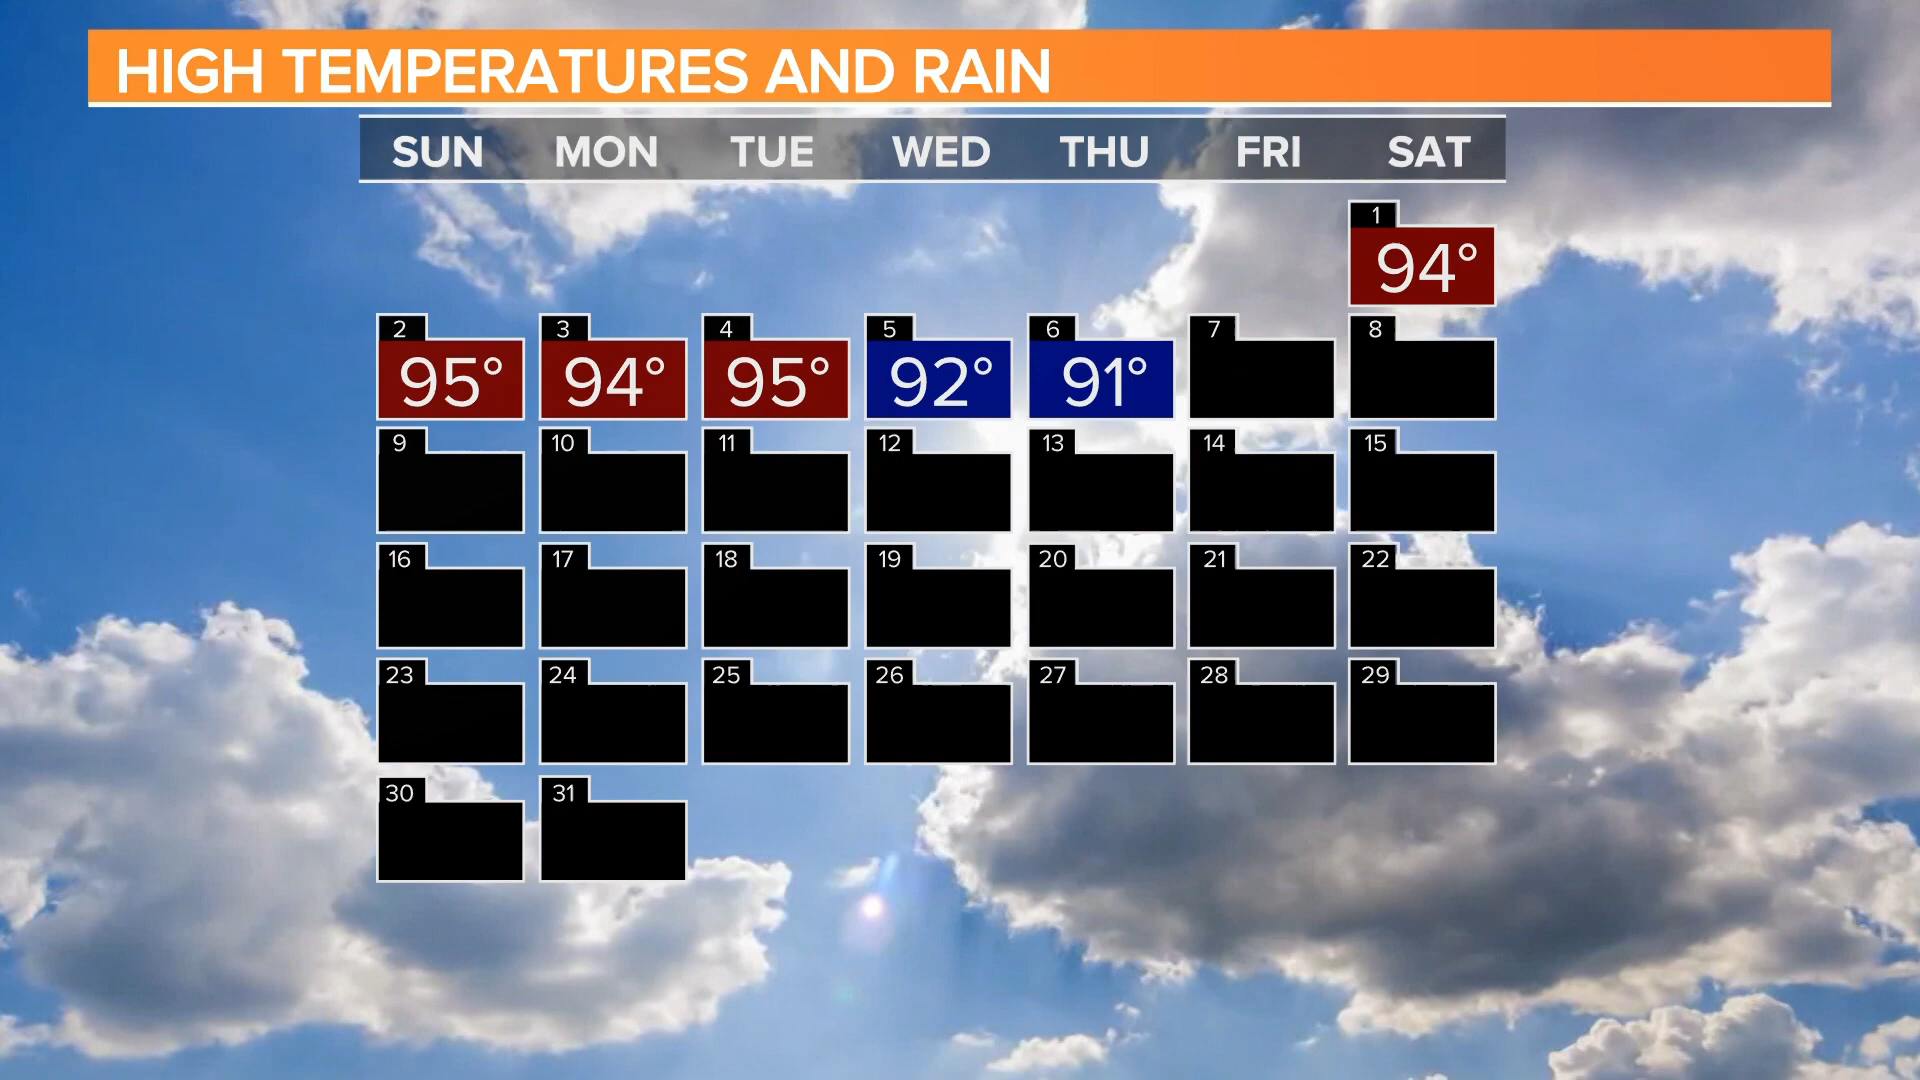 HIGH TEMPERATURES AND RAIN
SUN MON TUE WED THU FRI SAT
1
94°
2 3 4 5 6 7 8
95° 94° 95° 92° 91°
9 10 11 12 13 14 15
16 17 18 19 20 21 22
23 24 25 26 27 28 29
30 31